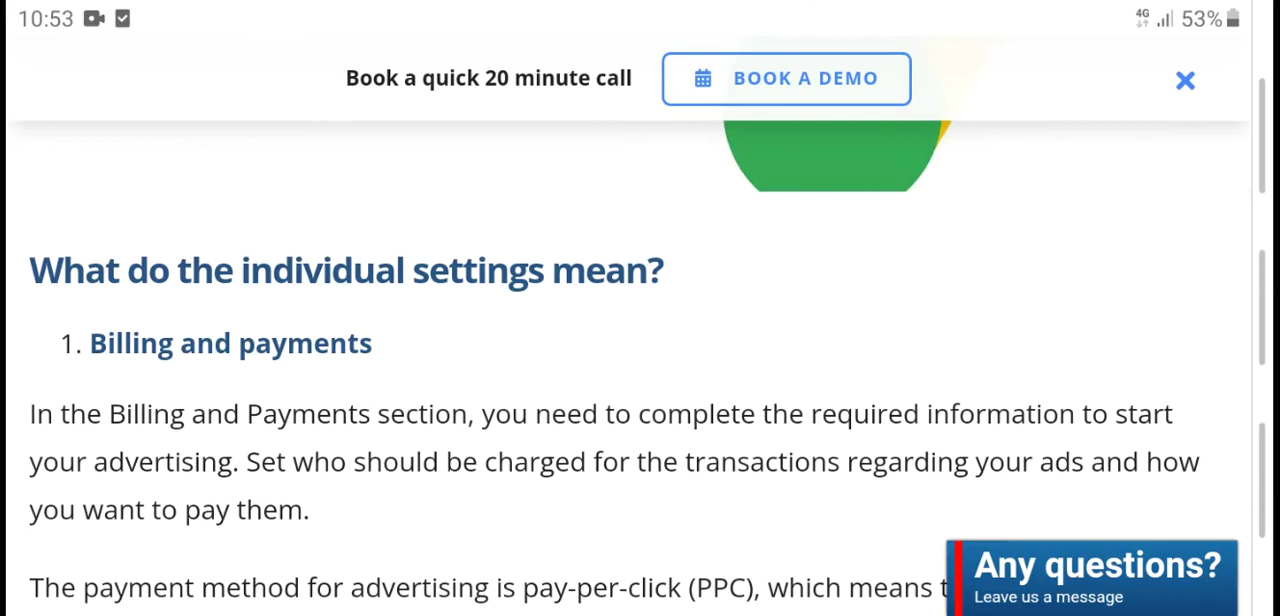 10:53
4G 53%
Book a quick 20 minute call BOOK A DEMO
What do the individual settings mean?
1. Billing and payments
In the Billing and Payments section, you need to complete the required information to start
your advertising. Set who should be charged for the transactions regarding your ads and how
you want to pay them.
The payment method for advertising is pay-per-click (PPC), which means
Any questions?
Leave us a message